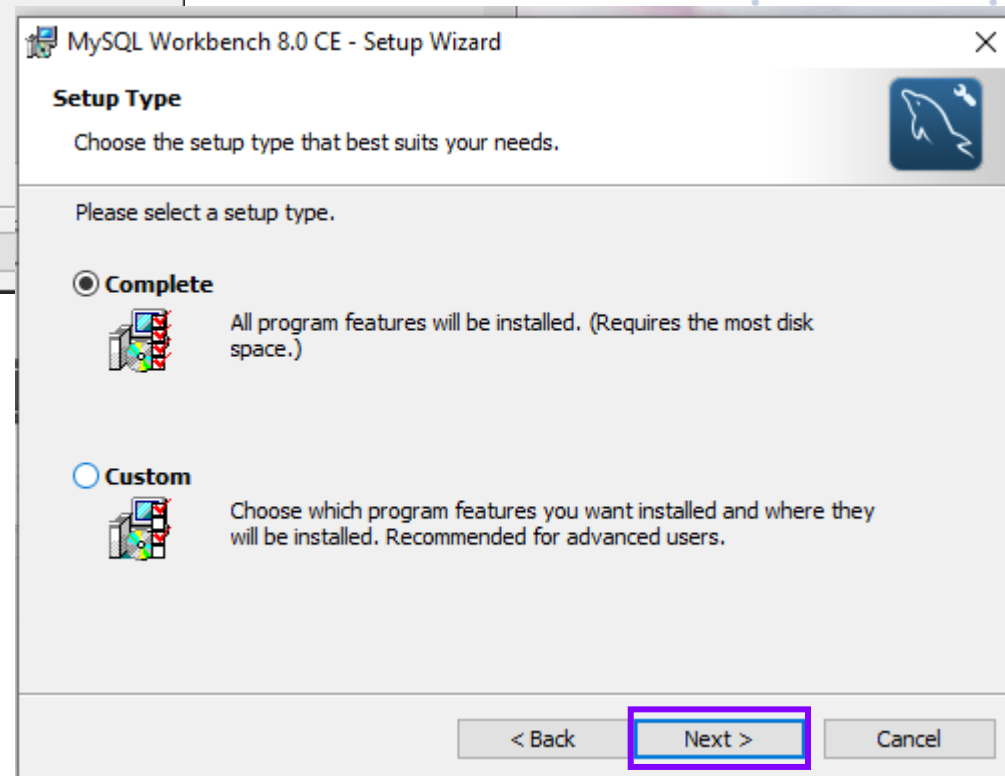 MySQL Workbench 8.0 CE - Setup Wizard
Setup Type
Choose the setup type that best suits your needs.
Please select a setup type.
Complete
All program features will be installed. (Requires the most disk
space.)
Custom
Choose which program features you want installed and where they
will be installed. Recommended for advanced users.
< Back Next > Cancel